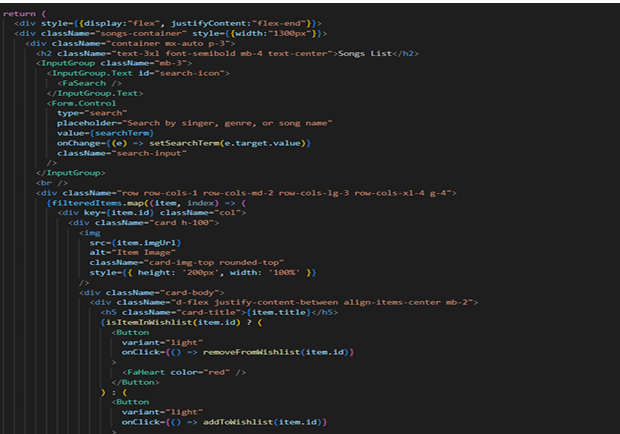 return (
<div style={{display:"flex", justifyContent:"flex-end"}}>
<div className="songs-container" style={{width:"1300px"}}>
<div className="container mx-auto p-3">
<h2 className="text-3xl font-semibold mb-4 text-center">Songs List</h2>
<InputGroup className="mb-3">
<InputGroup.Text id="search-icon">
<FaSearch />
</InputGroup.Text>
<Form.Control
type="search"
placeholder="Search by singer, genre, or song name"
value={searchTerm}
onChange={(e) => setSearchTerm(e.target.value)}
className="search-input"
/>
</InputGroup>
<br />
<div className="row row-cols-1 row-cols-md-2 row-cols-lg-3 row-cols-xl-4 g-4">
{filteredItems.map((item, index) => (
<div key={item.id} className="col">
<div className="card h-100">
<img
src={item.imgUrl}
alt="Item Image"
className="card-img-top rounded-top"
style={{ height: '200px', width: '100%' }}
/>
<div className="card-body">
<div className="d-flex justify-content-between align-items-center mb-2">
<h5 className="card-title">{item.title}</h5>
{isItemInWishlist(item.id) ? (
<Button
variant="light"
onClick={() => removeFromWishlist(item.id)}
>
<FaHeart color="red" />
</Button>
) : (
<Button
variant="light"
onClick={() => addToWishlist(item.id)}
>